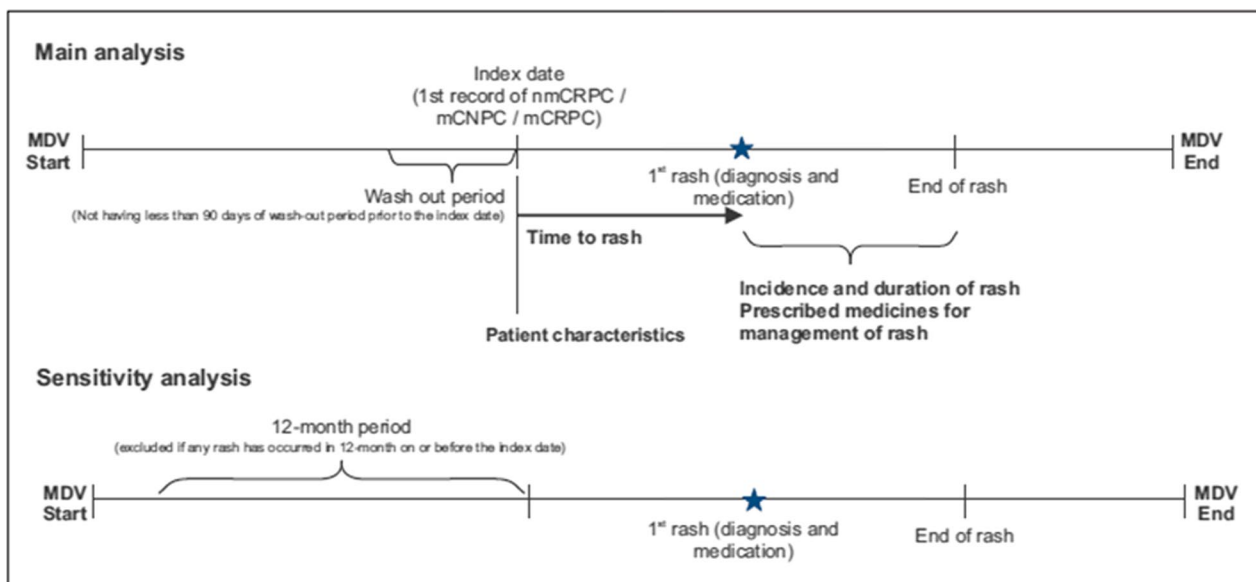 Main analysis
Index date
(1st record of nmCRPC /
mCNPC / mCRPC)
MDV
Start
MDV
End
1st rash (diagnosis and
medication)
End of rash
Wash out period
(Not having less than 90 days of wash-out period prior to the index date)
Time to rash
Incidence and duration of rash
Prescribed medicines for
management of rash
Patient characteristics
Sensitivity analysis
12-month period
(excluded if any rash has occurred in 12-month on or before the index date)
MDV
Start
MDV
End
1st rash (diagnosis and
medication)
End of rash